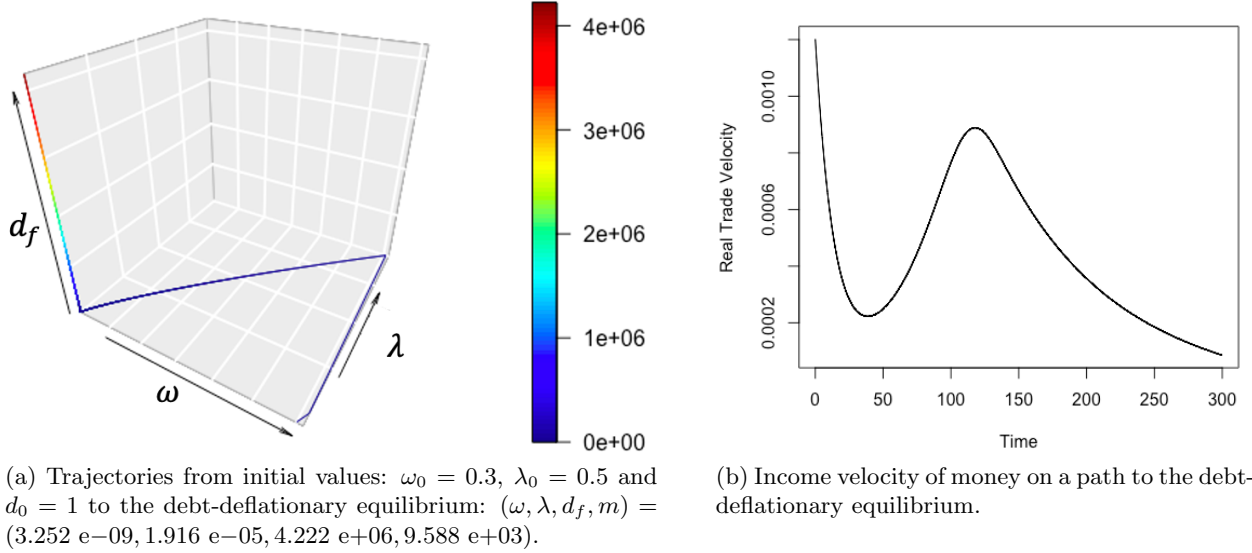 4e+06
3e+06
2e+06
1e+06
0e+00
d_f
ω
λ
Real Trade Velocity
0.0002
0.0006
0.0010
0
50
100
150
200
250
300
Time
(a) Trajectories from initial values: ω₀ = 0.3, λ₀ = 0.5 and
d₀ = 1 to the debt-deflationary equilibrium: (ω, λ, d_f, m) =
(3.252 e−09, 1.916 e−05, 4.222 e+06, 9.588 e+03).
(b) Income velocity of money on a path to the debt-
deflationary equilibrium.